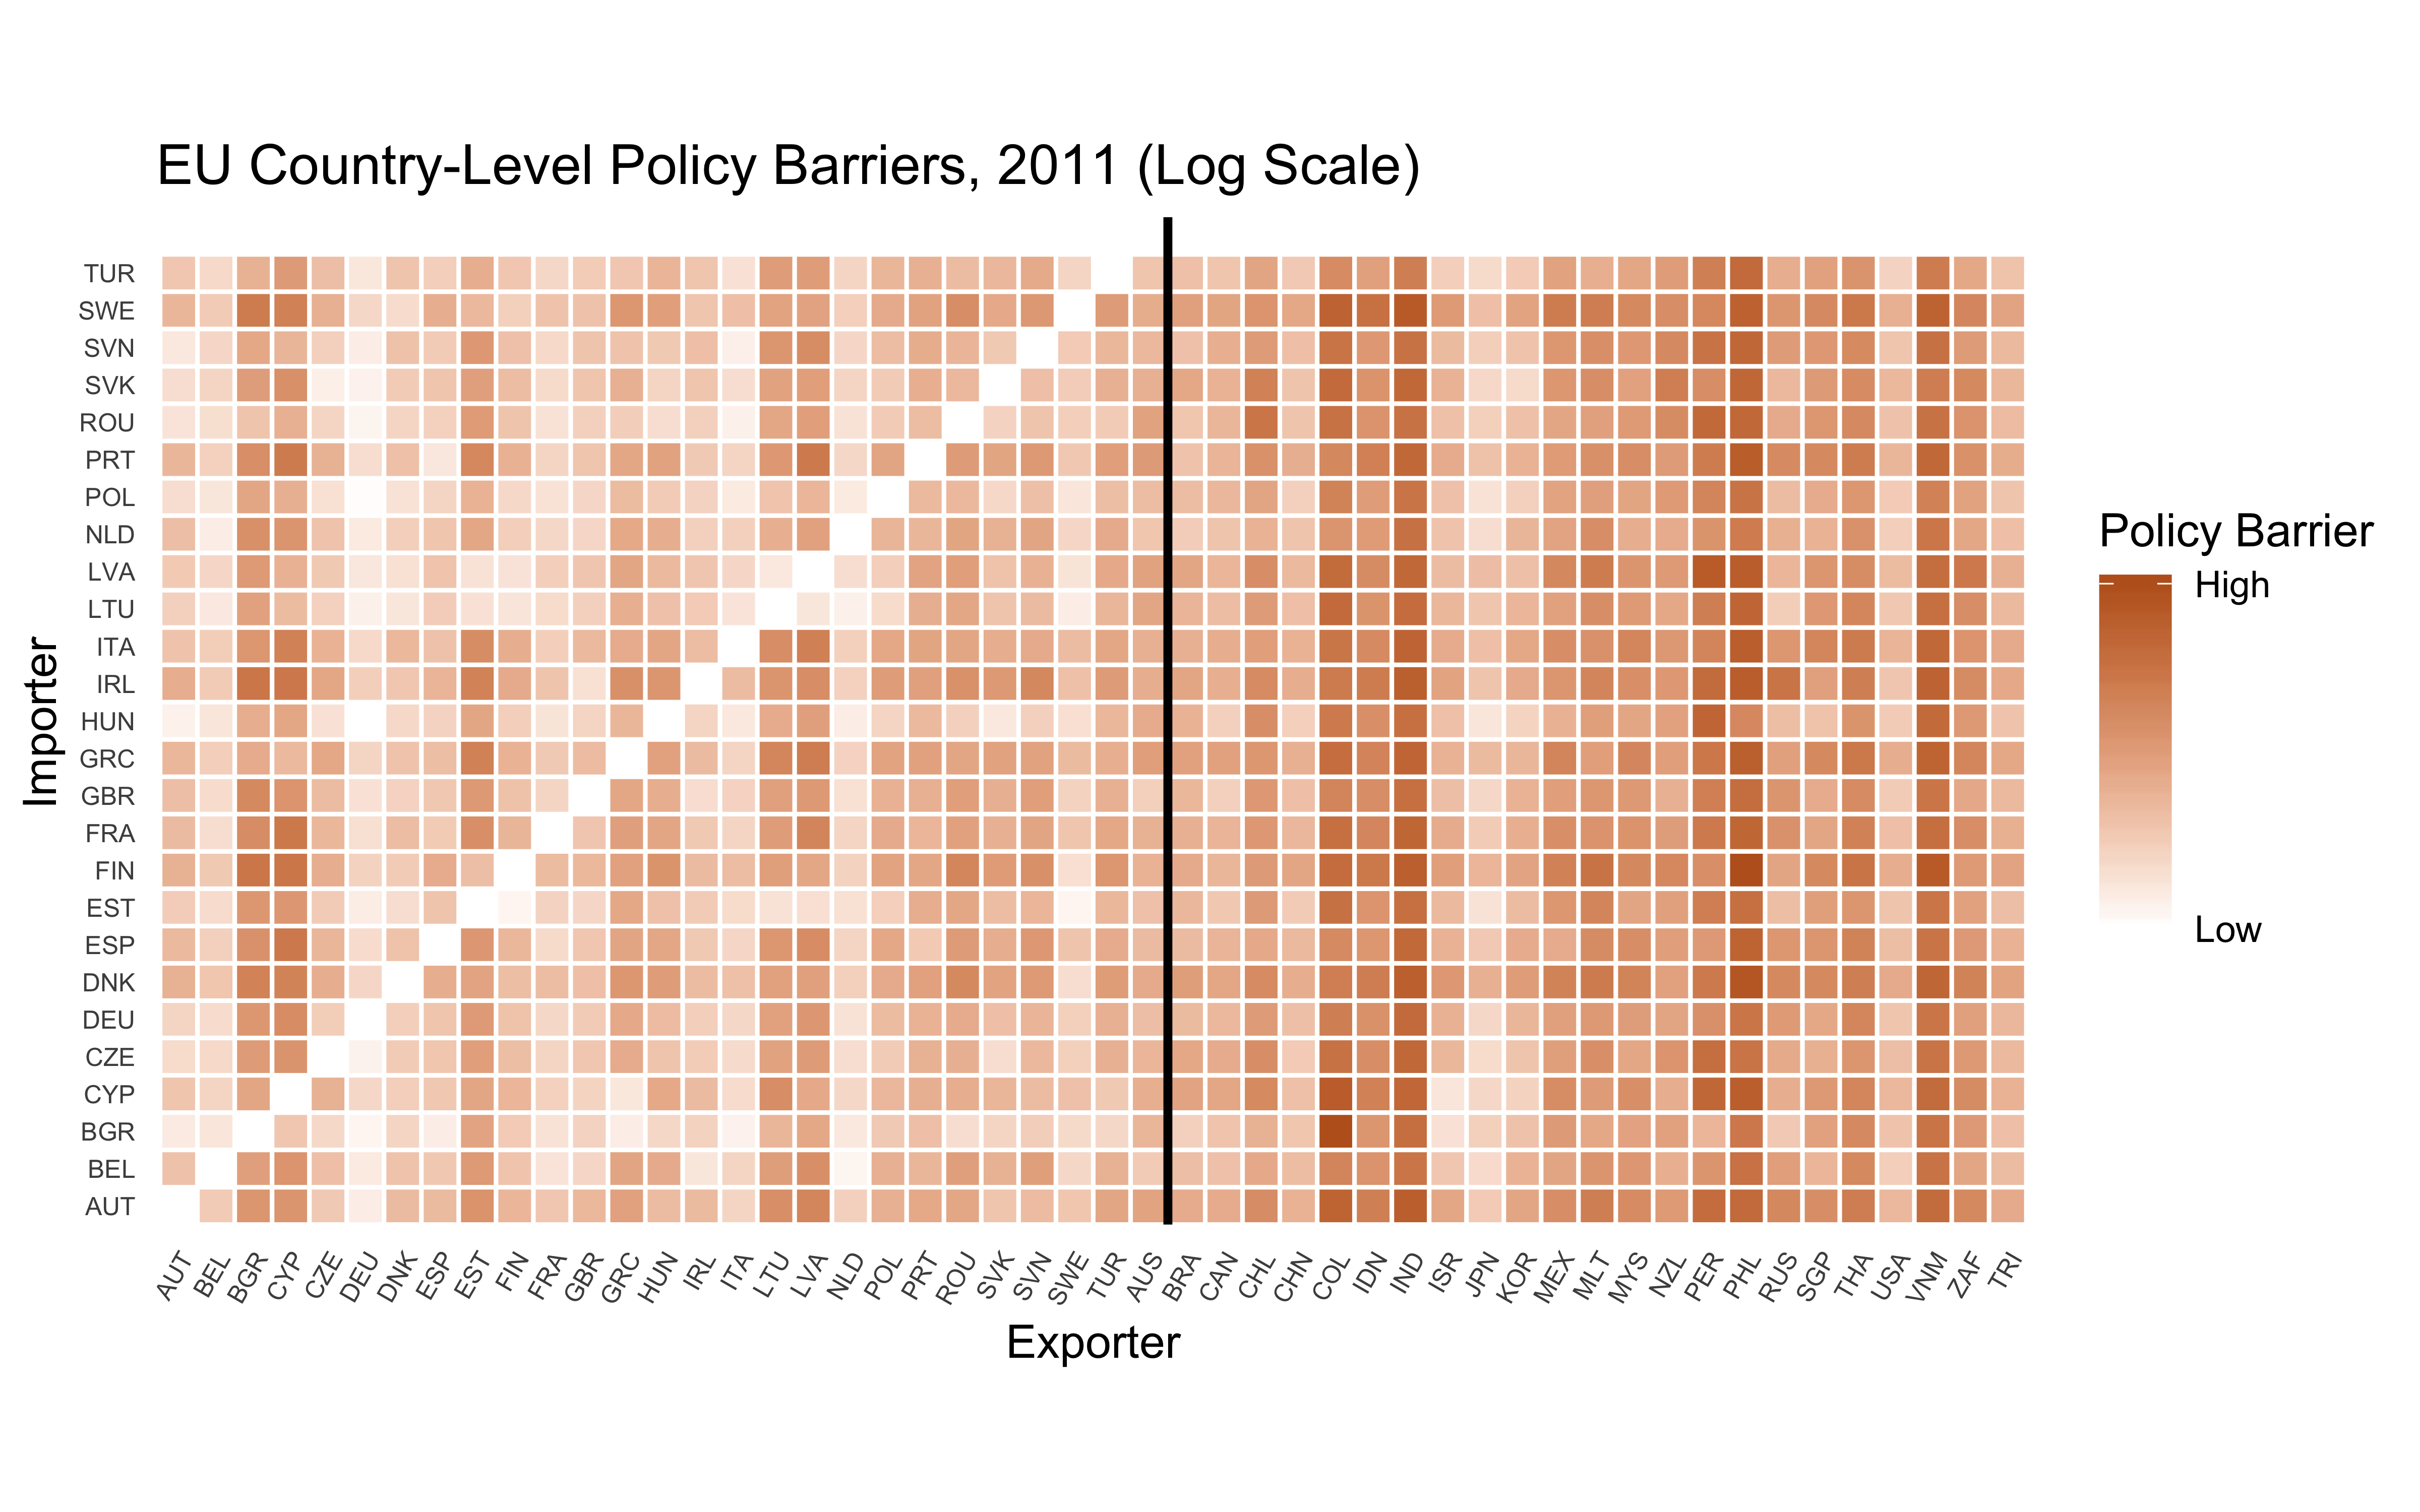 EU Country-Level Policy Barriers, 2011 (Log Scale)
TUR
SWE
SVN
SVK
ROU
PRT
POL
NLD
LVA
LTU
ITA
IRL
HUN
GRC
GBR
FRA
FIN
EST
ESP
DNK
DEU
CZE
CYP
BGR
BEL
AUT
Importer
AUT BEL BGR CYP CZE DEU DNK ESP EST FIN FRA GBR GRC HUN IRL ITA LTU LVA NLD POL PRT ROU SVK SVN SWE TUR AUS BRA CAN CHL CHN COL IDN IND ISR JPN KOR MEX MLT MYS NZL PER PHL RUS SGP THA USA VNM ZAF TRI
Exporter
Policy Barrier
High
Low